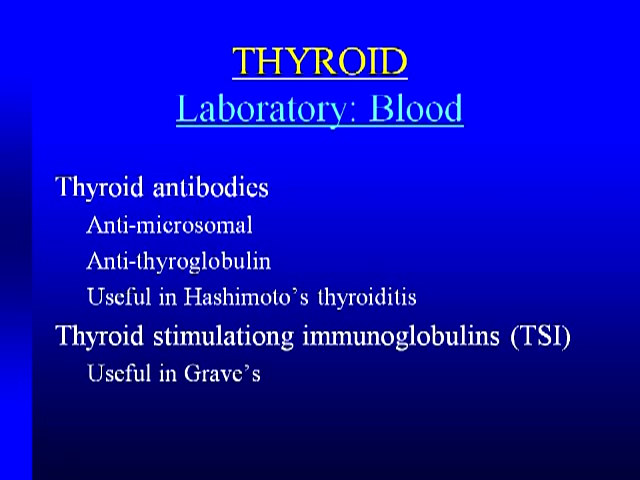 THYROID
Laboratory: Blood
Thyroid antibodies
Anti-microsomal
Anti-thyroglobulin
Useful in Hashimoto's thyroiditis
Thyroid stimulationg immunoglobulins (TSI)
Useful in Grave's